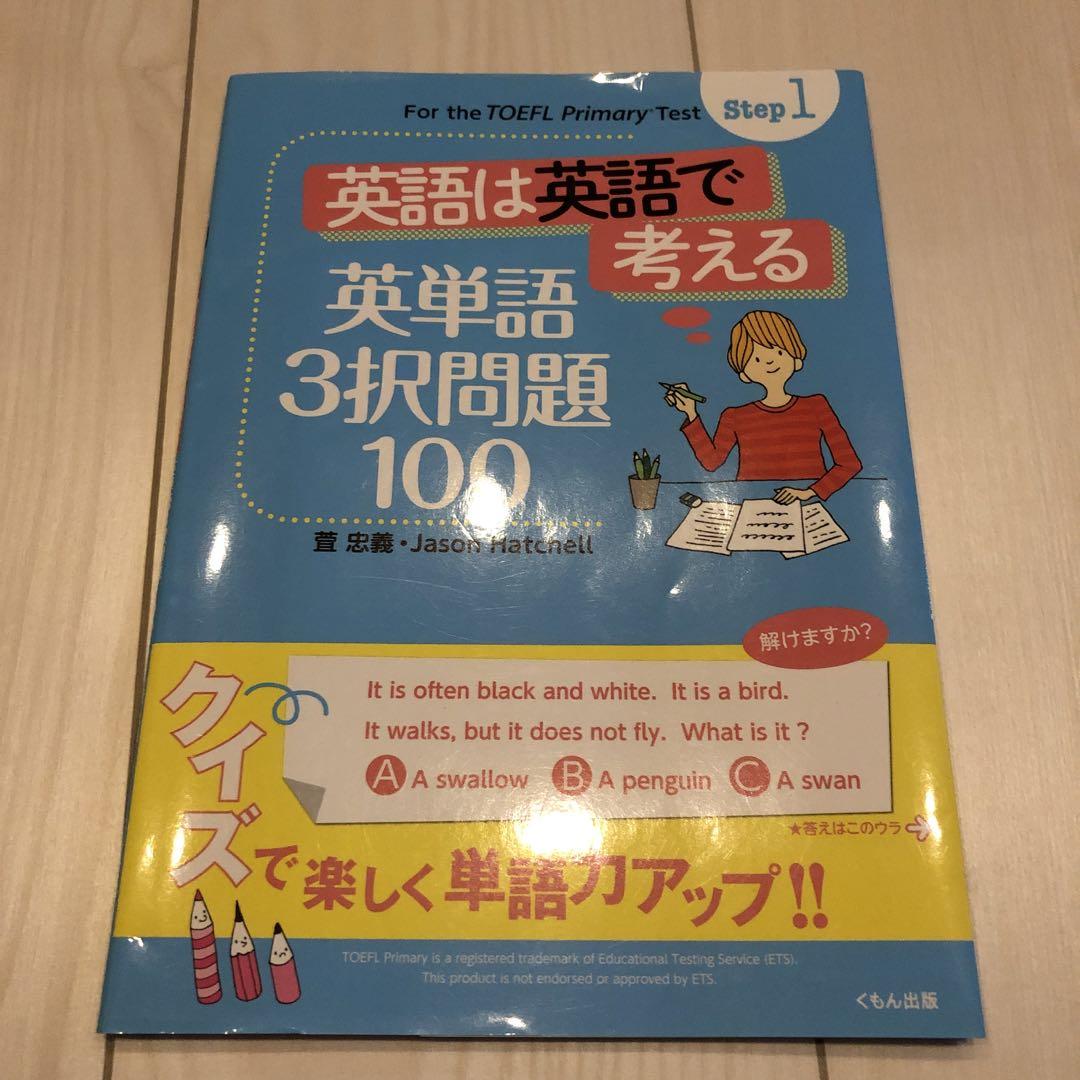 For the TOEFL Primary® Test
Step 1
英語は英語で
考える
英単語
3択問題
100
萓 忠義・Jason Hatchell
解けますか?
It is often black and white. It is a bird.
It walks, but it does not fly. What is it ?
A A swallow B A penguin C A swan
★答えはこのウラ→
クイズで楽しく単語力アップ!!
TOEFL Primary is a registered trademark of Educational Testing Service (ETS).
This product is not endorsed or approved by ETS.
くもん出版